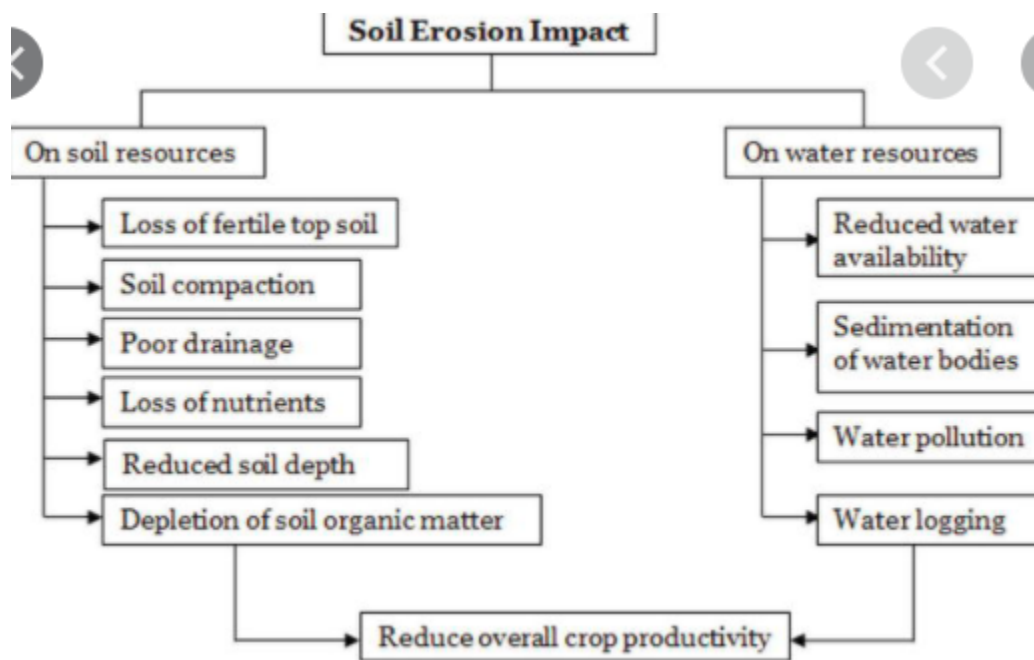 Soil Erosion Impact
On soil resources
Loss of fertile top soil
Soil compaction
Poor drainage
Loss of nutrients
Reduced soil depth
Depletion of soil organic matter
On water resources
Reduced water
availability
Sedimentation
of water bodies
Water pollution
Water logging
Reduce overall crop productivity